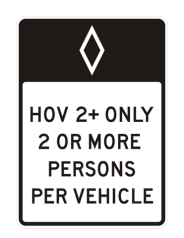 HOV 2+ ONLY
2 OR MORE
PERSONS
PER VEHICLE